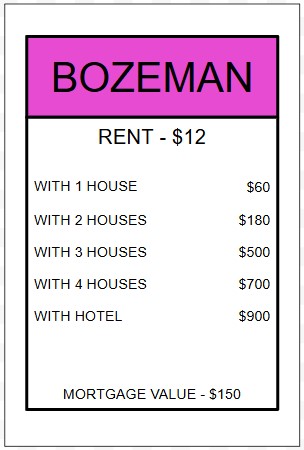 BOZEMAN
RENT - $12
WITH 1 HOUSE $60
WITH 2 HOUSES $180
WITH 3 HOUSES $500
WITH 4 HOUSES $700
WITH HOTEL $900
MORTGAGE VALUE - $150